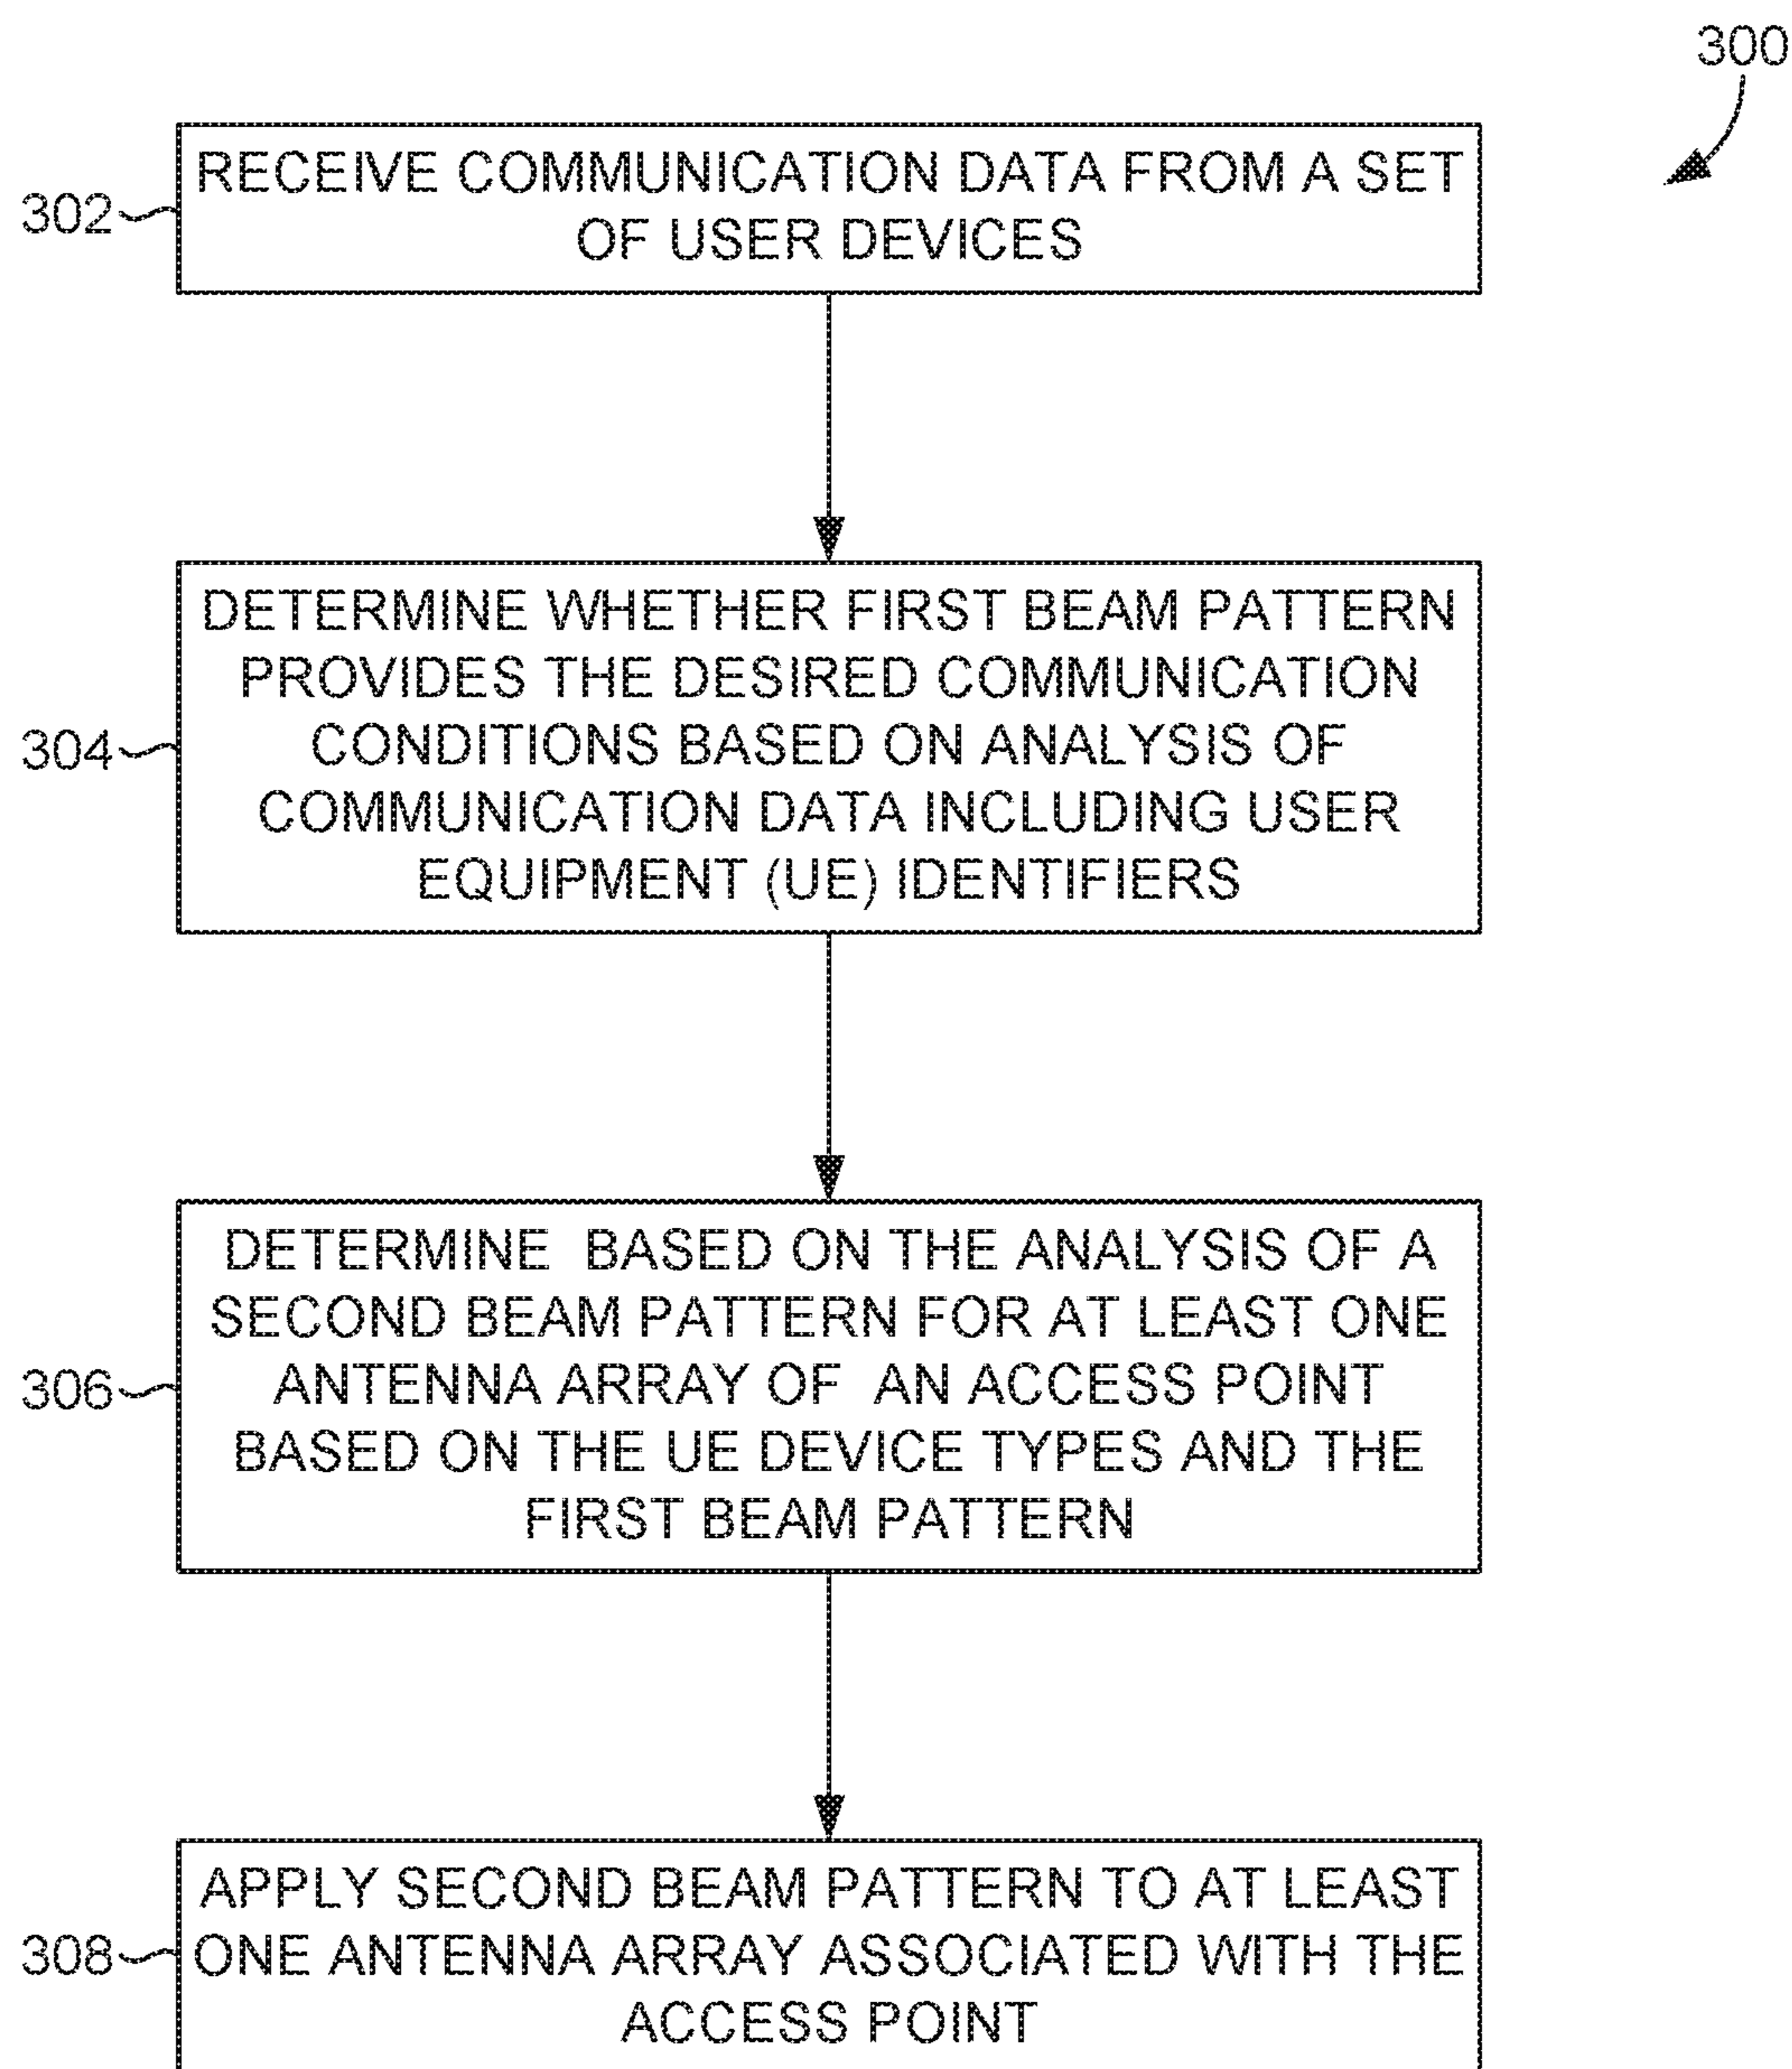 300
RECEIVE COMMUNICATION DATA FROM A SET
302
OF USER DEVICES
DETERMINE WHETHER FIRST BEAM PATTERN
PROVIDES THE DESIRED COMMUNICATION
304
CONDITIONS BASED ON ANALYSIS OF
COMMUNICATION DATA INCLUDING USER
EQUIPMENT (UE) IDENTIFIERS
DETERMINE BASED ON THE ANALYSIS OF A
SECOND BEAM PATTERN FOR AT LEAST ONE
306
ANTENNA ARRAY OF AN ACCESS POINT
BASED ON THE UE DEVICE TYPES AND THE
FIRST BEAM PATTERN
APPLY SECOND BEAM PATTERN TO AT LEAST
308
ONE ANTENNA ARRAY ASSOCIATED WITH THE
ACCESS POINT